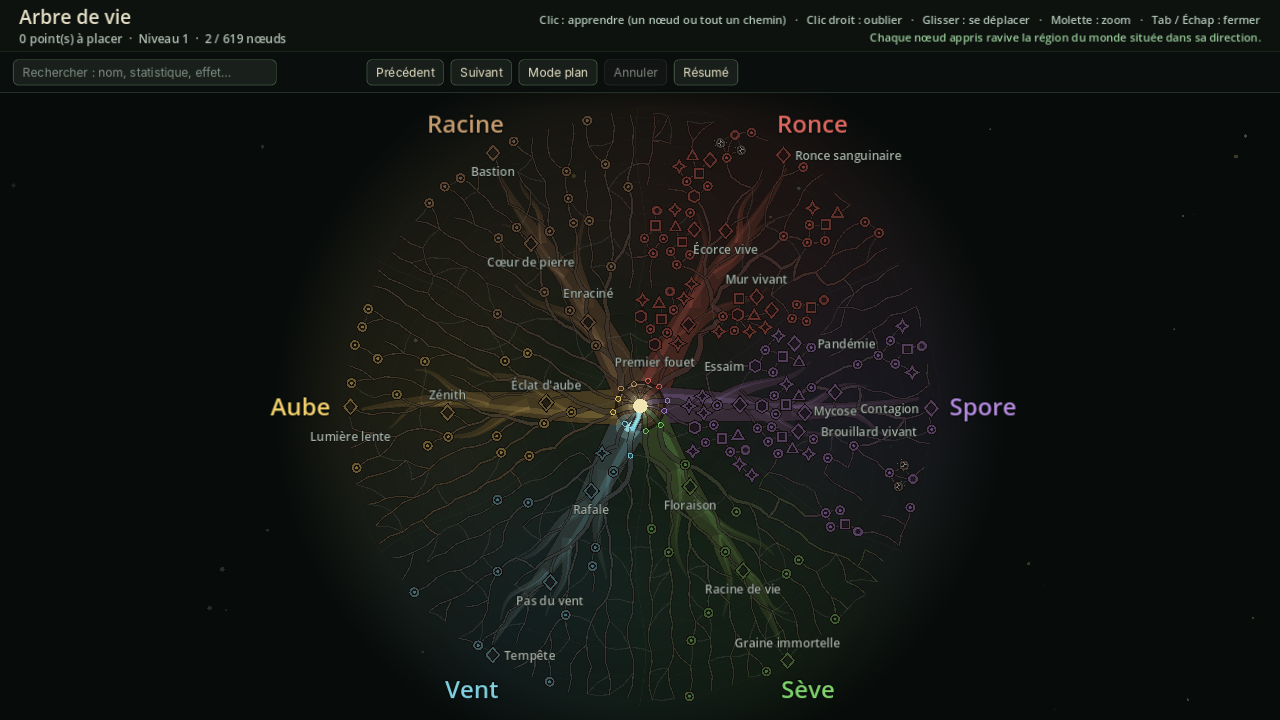 Arbre de vie
0 point(s) à placer · Niveau 1 · 2 / 619 nœuds
Clic : apprendre (un nœud ou tout un chemin) · Clic droit : oublier · Glisser : se déplacer · Molette : zoom · Tab / Échap : fermer
Chaque nœud appris ravive la région du monde située dans sa direction.
Rechercher : nom, statistique, effet...
Précédent
Suivant
Mode plan
Annuler
Résumé
Racine
Ronce
Ronce sanguinaire
Bastion
Écorce vive
Cœur de pierre
Mur vivant
Enraciné
Pandémie
Premier fouet
Essaim
Éclat d'aube
Zénith
Aube
Mycose
Contagion
Spore
Lumière lente
Brouillard vivant
Rafale
Floraison
Racine de vie
Pas du vent
Graine immortelle
Tempête
Vent
Sève